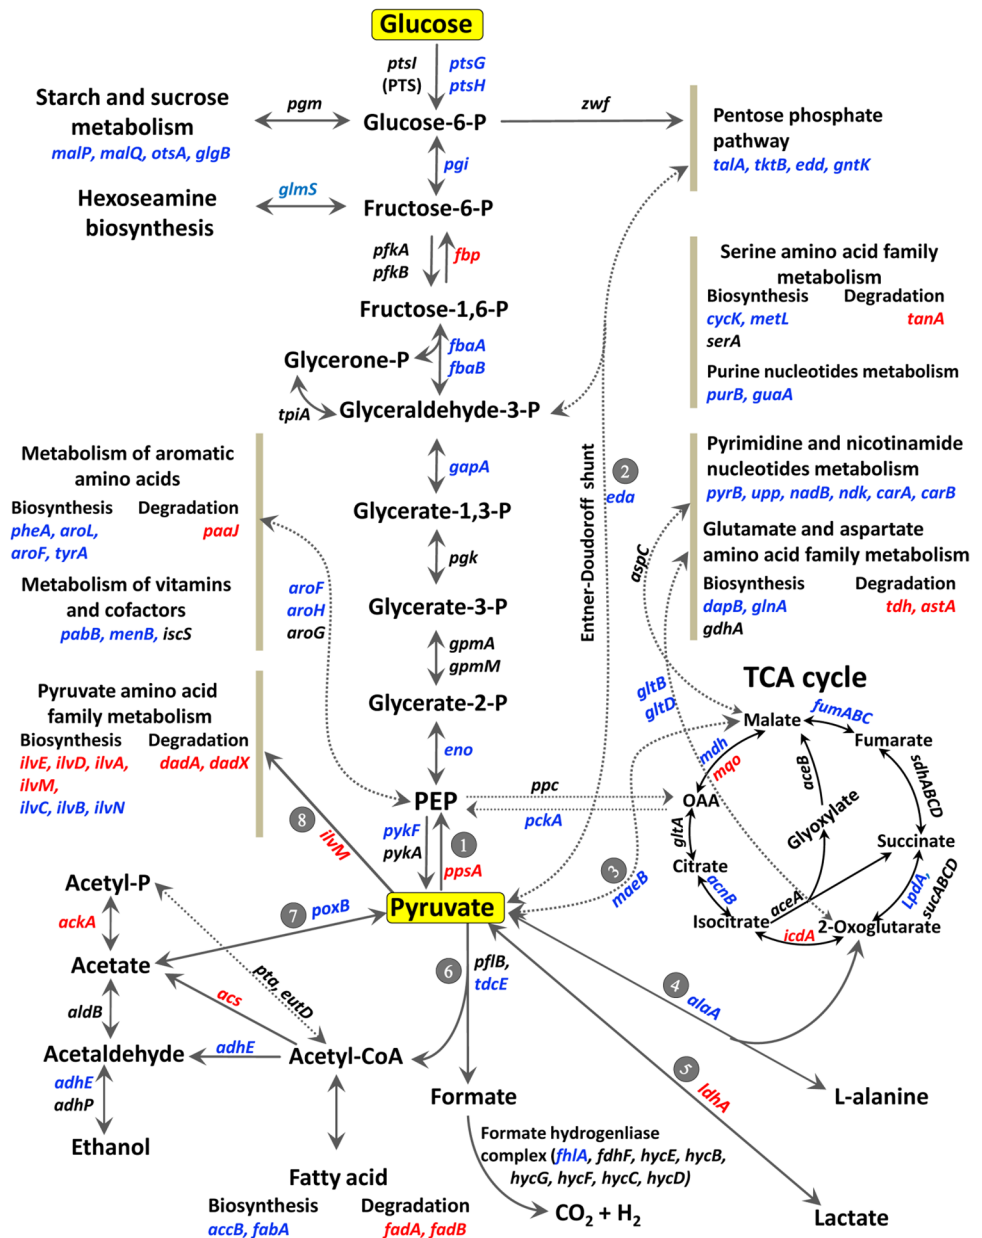 Glucose
ptsI
(PTS)
ptsG
ptsH
Starch and sucrose
metabolism
malP, malQ, otsA, glgB
pgm
Glucose-6-P
zwf
Pentose phosphate
pathway
talA, tktB, edd, gntK
pgi
Hexoseamine
biosynthesis
glmS
Fructose-6-P
pfkA
pfkB
fbp
Serine amino acid family
metabolism
Biosynthesis Degradation
cycK, metL tanA
serA
Purine nucleotides metabolism
purB, guaA
Fructose-1,6-P
Glycerone-P
fbaA
fbaB
tpiA
Glyceraldehyde-3-P
Metabolism of aromatic
amino acids
Biosynthesis Degradation
pheA, aroL, paaJ
aroF, tyrA
Metabolism of vitamins
and cofactors
pabB, menB, iscS
gapA
Glycerate-1,3-P
pgk
aroF
aroH
aroG
Glycerate-3-P
gpmA
gpmM
Glycerate-2-P
eno
Entner-Doudoroff shunt
2
eda
Pyrimidine and nicotinamide
nucleotides metabolism
pyrB, upp, nadB, ndk, carA, carB
Glutamate and aspartate
amino acid family metabolism
Biosynthesis Degradation
dapB, glnA tdh, astA
gdhA
aspC
gltB
gltD
Pyruvate amino acid
family metabolism
Biosynthesis Degradation
ilvE, ilvD, ilvA, dadA, dadX
ilvM,
ilvC, ilvB, ilvN
8
ilvM
PEP
ppc
pckA
pykF
pykA
1
ppsA
Pyruvate
3
maeB
TCA cycle
Malate
fumABC
Fumarate
mdh
mqo
aceB
sdhABCD
OAA
gltA
Glyoxylate
Succinate
Citrate
acnB
aceA
LpdA,
sucABCD
Isocitrate
icdA
2-Oxoglutarate
Acetyl-P
ackA
7
poxB
Acetate
pta, eutD
acs
aldB
Acetaldehyde
adhE
Acetyl-CoA
adhE
adhP
Ethanol
6
pflB,
tdcE
4
alaA
L-alanine
5
ldhA
Lactate
Formate
Formate hydrogenliase
complex (fhlA, fdhF, hycE, hycB,
hycG, hycF, hycC, hycD)
CO2 + H2
Fatty acid
Biosynthesis Degradation
accB, fabA fadA, fadB